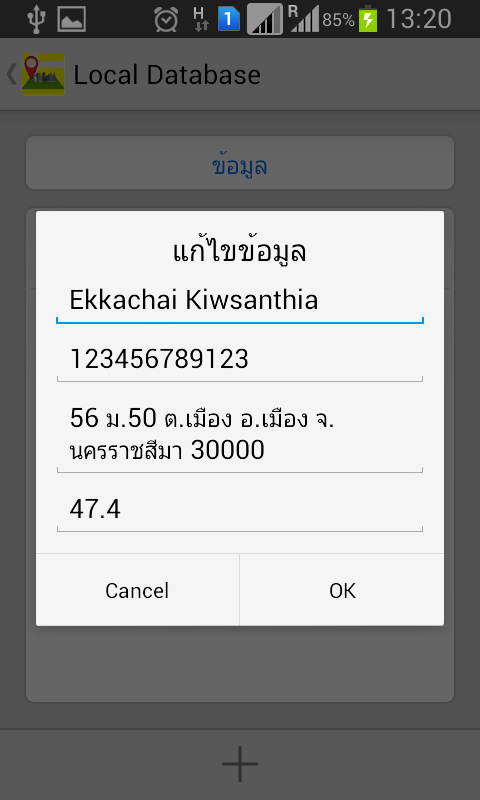 H 1 R 85% 13:20
Local Database
ข้อมูล
แก้ไขข้อมูล
Ekkachai Kiwsanthia
123456789123
56 ม.50 ต.เมือง อ.เมือง จ.
นครราชสีมา 30000
47.4
Cancel OK